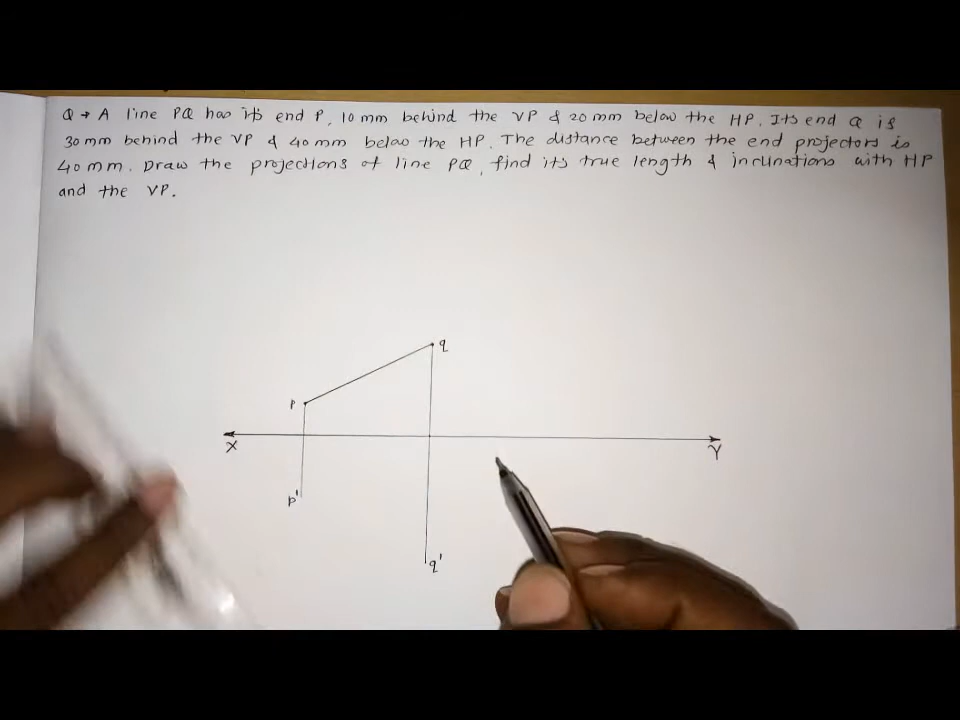 Q → A line PQ has it's end P, 10 mm behind the VP & 20 mm below the HP. Its end Q is
30 mm behind the VP & 40 mm below the HP. The distance between the end projectors is
40 mm. Draw the projections of line PQ, find its true length & inclinations with HP
and the VP.
q
P
X
Y
p'
q'